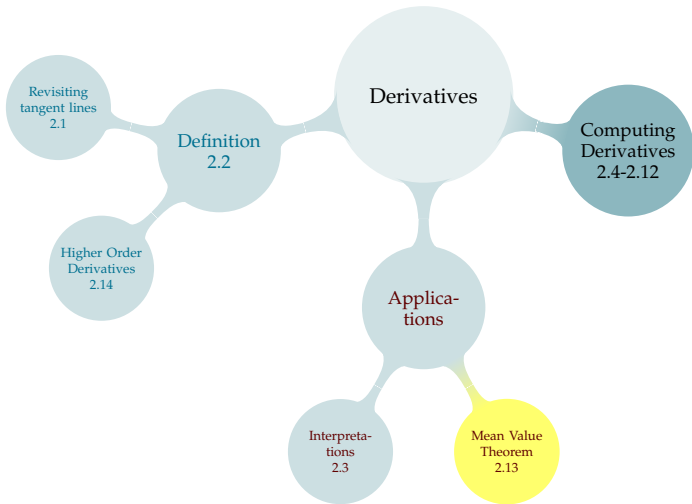 Derivatives
Revisiting
tangent lines
2.1
Definition
2.2
Computing
Derivatives
2.4-2.12
Higher Order
Derivatives
2.14
Applica-
tions
Interpreta-
tions
2.3
Mean Value
Theorem
2.13